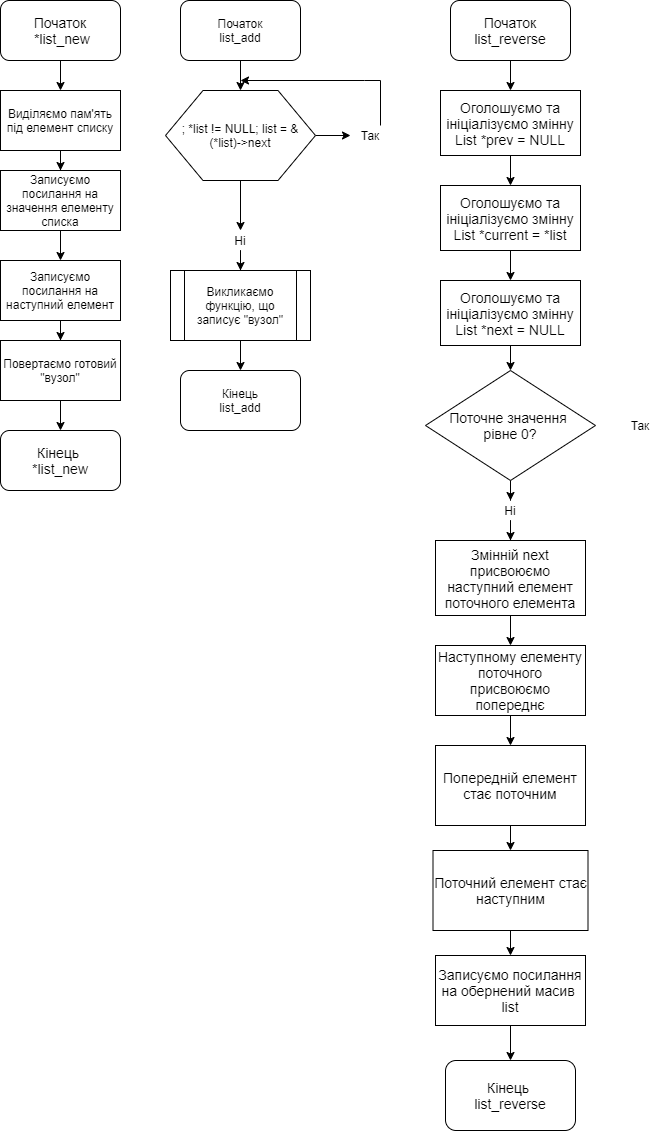 Початок
*list_new
Виділяємо пам'ять
під елемент списку
Записуємо
посилання на
значення елементу
списка
Записуємо
посилання на
наступний елемент
Повертаємо готовий
"вузол"
Кінець
*list_new
Початок
list_add
; *list != NULL; list = &
(*list)->next
Так
Ні
Викликаємо
функцію, що
записує "вузол"
Кінець
list_add
Початок
list_reverse
Оголошуємо та
ініціалізуємо змінну
List *prev = NULL
Оголошуємо та
ініціалізуємо змінну
List *current = *list
Оголошуємо та
ініціалізуємо змінну
List *next = NULL
Поточне значення
рівне 0?
Так
Ні
Змінній next
присвоюємо
наступний елемент
поточного елемента
Наступному елементу
поточного
присвоюємо
попереднє
Попередній елемент
стає поточним
Поточний елемент стає
наступним
Записуємо посилання
на обернений масив
list
Кінець
list_reverse